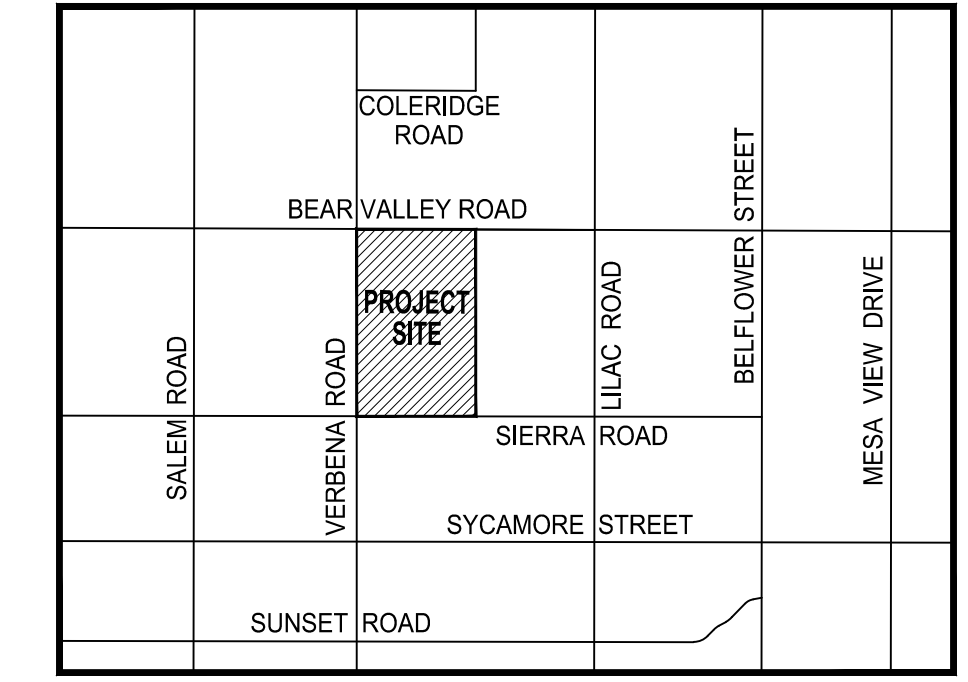 COLERIDGE
ROAD
BEAR VALLEY ROAD
BELFLOWER STREET
PROJECT
SITE
LILAC ROAD
MESA VIEW DRIVE
SALEM ROAD
VERBENA ROAD
SIERRA ROAD
SYCAMORE STREET
SUNSET ROAD